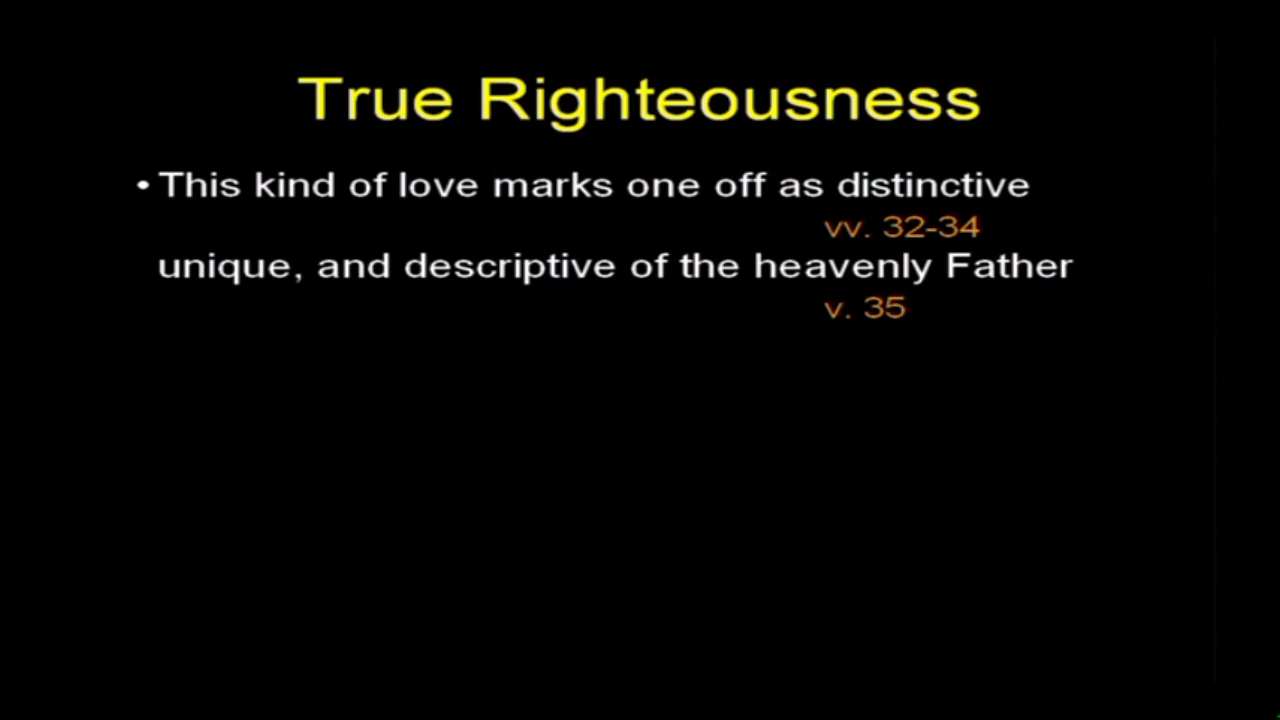 True Righteousness
• This kind of love marks one off as distinctive
vv. 32-34
unique, and descriptive of the heavenly Father
v. 35